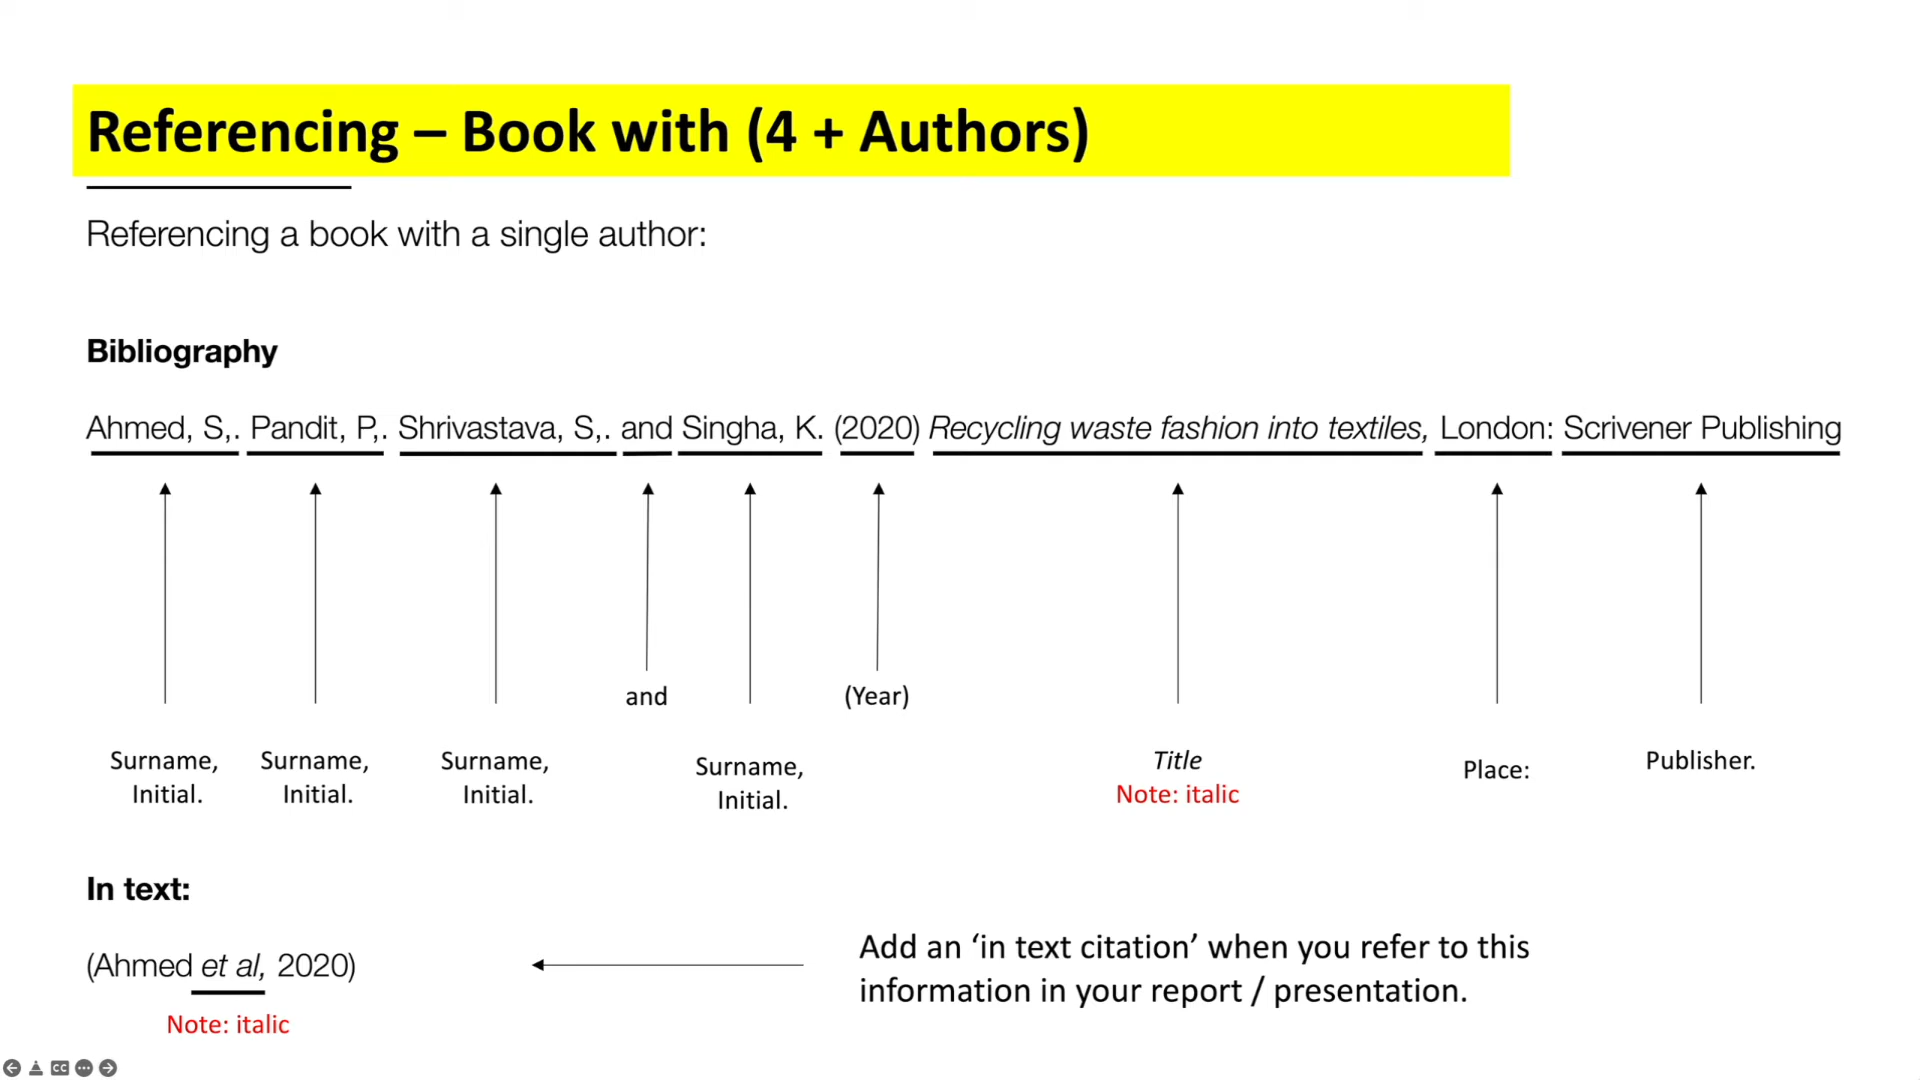 Referencing – Book with (4 + Authors)
Referencing a book with a single author:
Bibliography
Ahmed, S,. Pandit, P,. Shrivastava, S,. and Singha, K. (2020) Recycling waste fashion into textiles, London: Scrivener Publishing
and
(Year)
Surname,
Initial.
Surname,
Initial.
Surname,
Initial.
Surname,
Initial.
Title
Note: italic
Place:
Publisher.
In text:
(Ahmed et al, 2020)
Note: italic
Add an ‘in text citation’ when you refer to this
information in your report / presentation.
CC